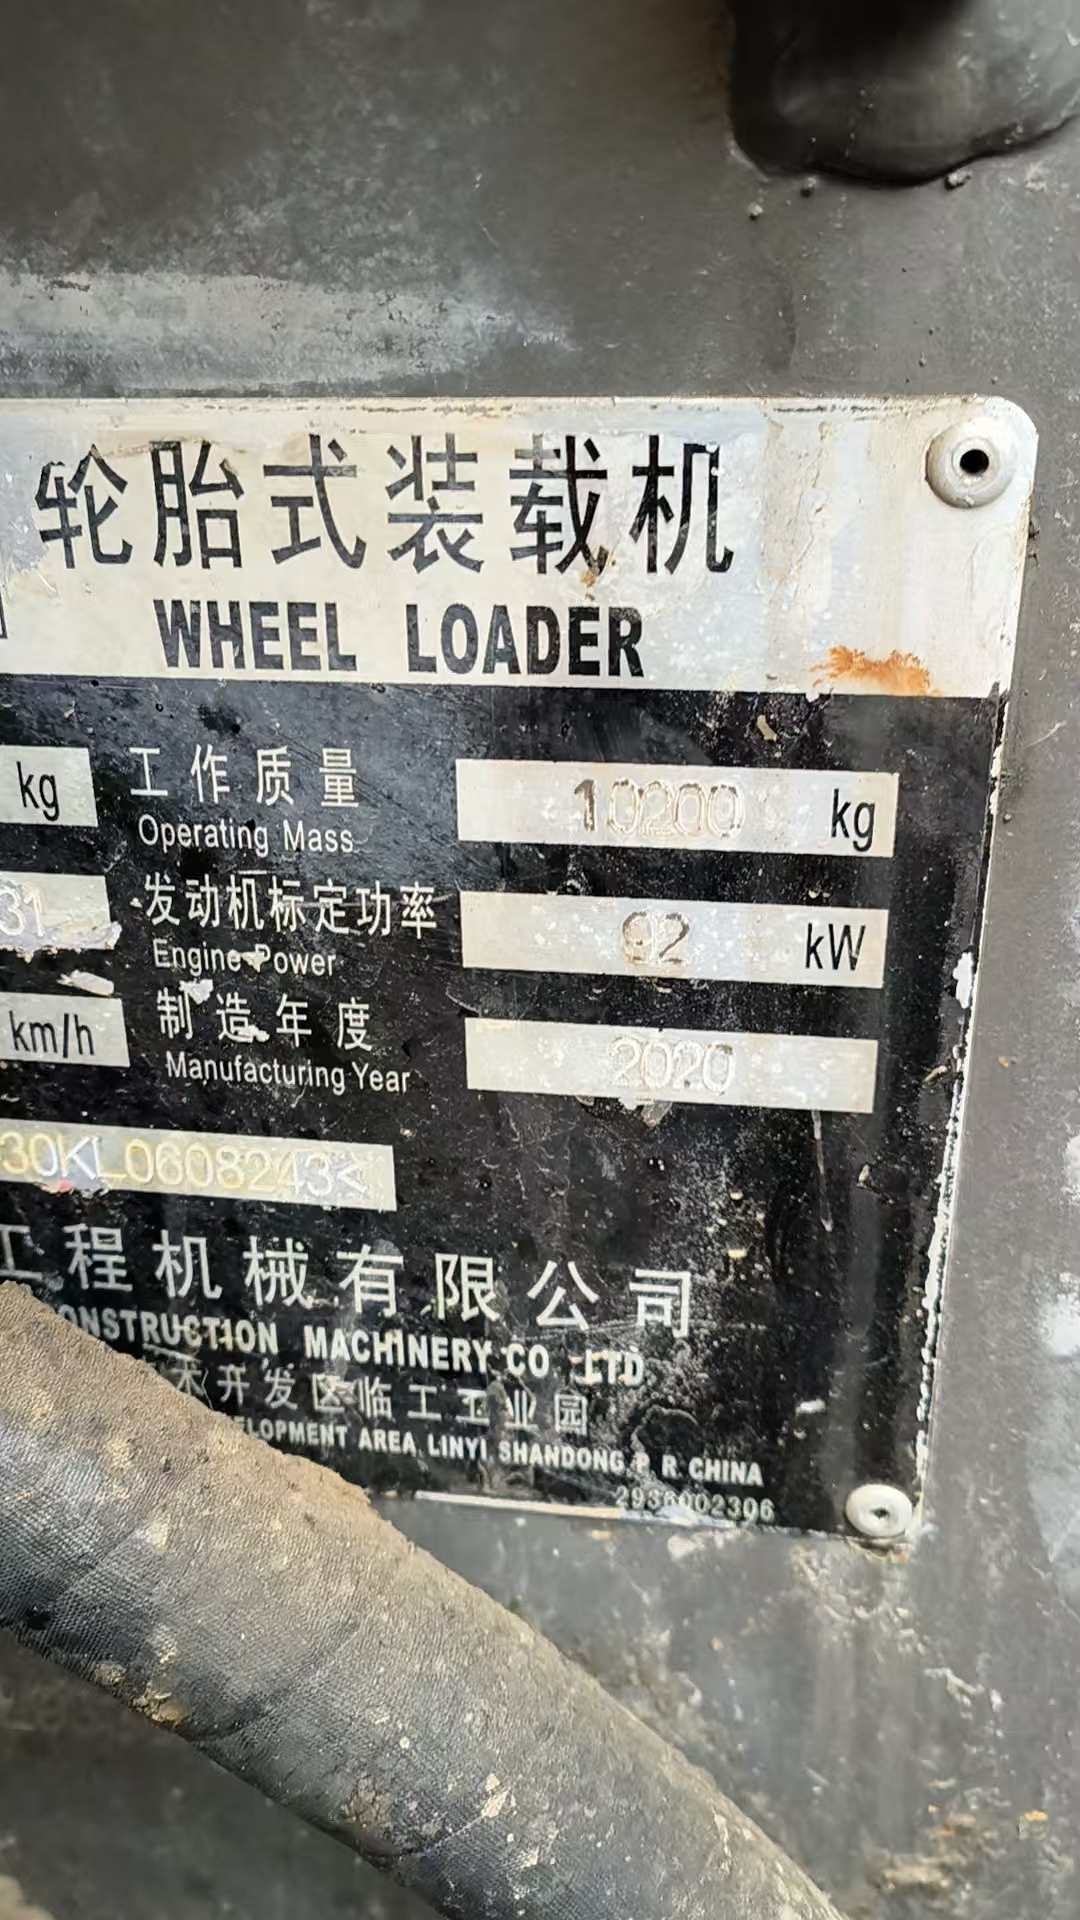 轮胎式装载机
WHEEL LOADER
kg 工作质量 10200 kg
Operating Mass
31 发动机标定功率 92 kW
Engine Power
km/h 制造年度 2020
Manufacturing Year
30KL0608243<
工程机械有限公司
CONSTRUCTION MACHINERY CO LTD
开发区临工工业园
ELOPMENT AREA LINYI SHANDONG P R CHINA
2936002306